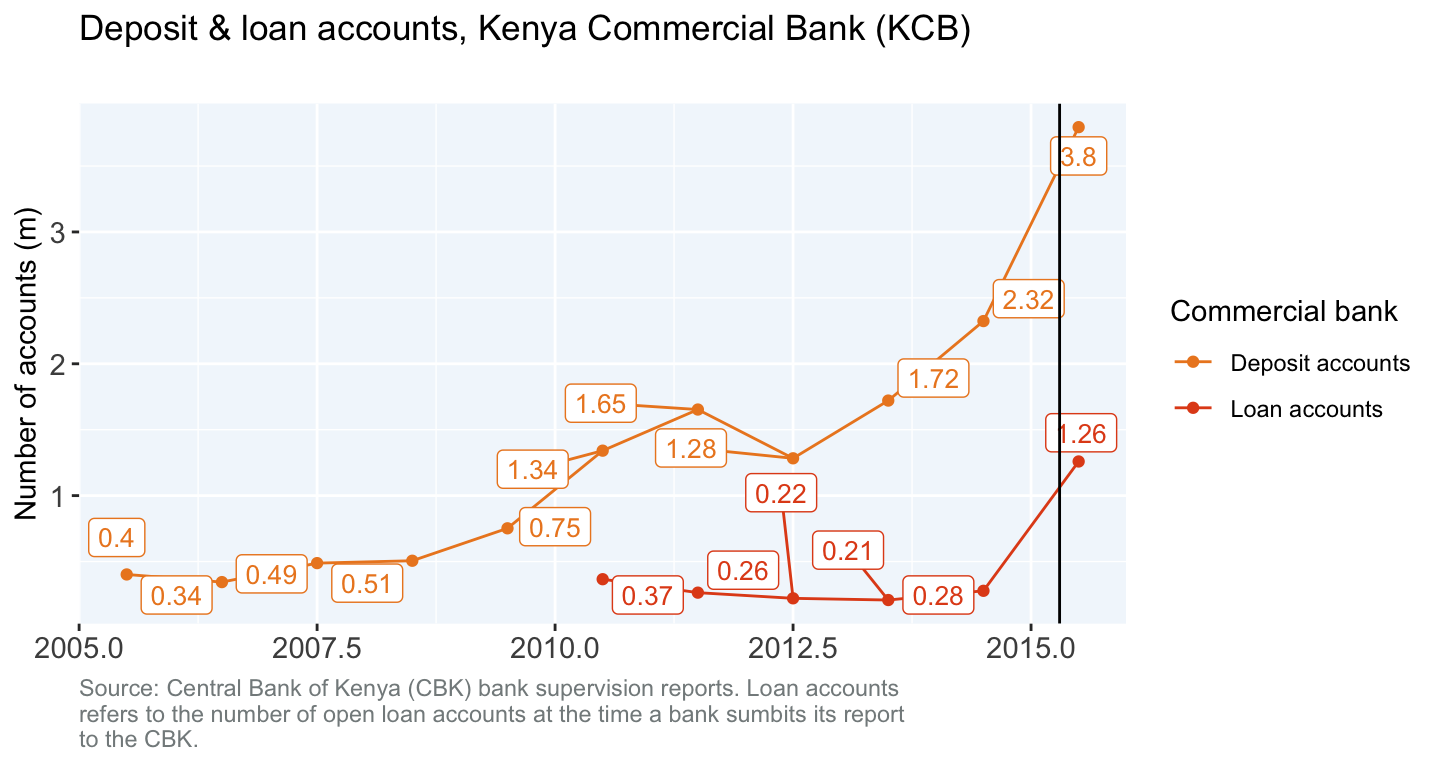 Deposit & loan accounts, Kenya Commercial Bank (KCB)
Number of accounts (m)
3
2
1
3.8
2.32
1.72
1.65
1.28
1.34
0.75
0.4
0.34
0.49
0.51
1.26
0.22
0.21
0.26
0.37
0.28
2005.0 2007.5 2010.0 2012.5 2015.0
Commercial bank
Deposit accounts
Loan accounts
Source: Central Bank of Kenya (CBK) bank supervision reports. Loan accounts
refers to the number of open loan accounts at the time a bank sumbits its report
to the CBK.